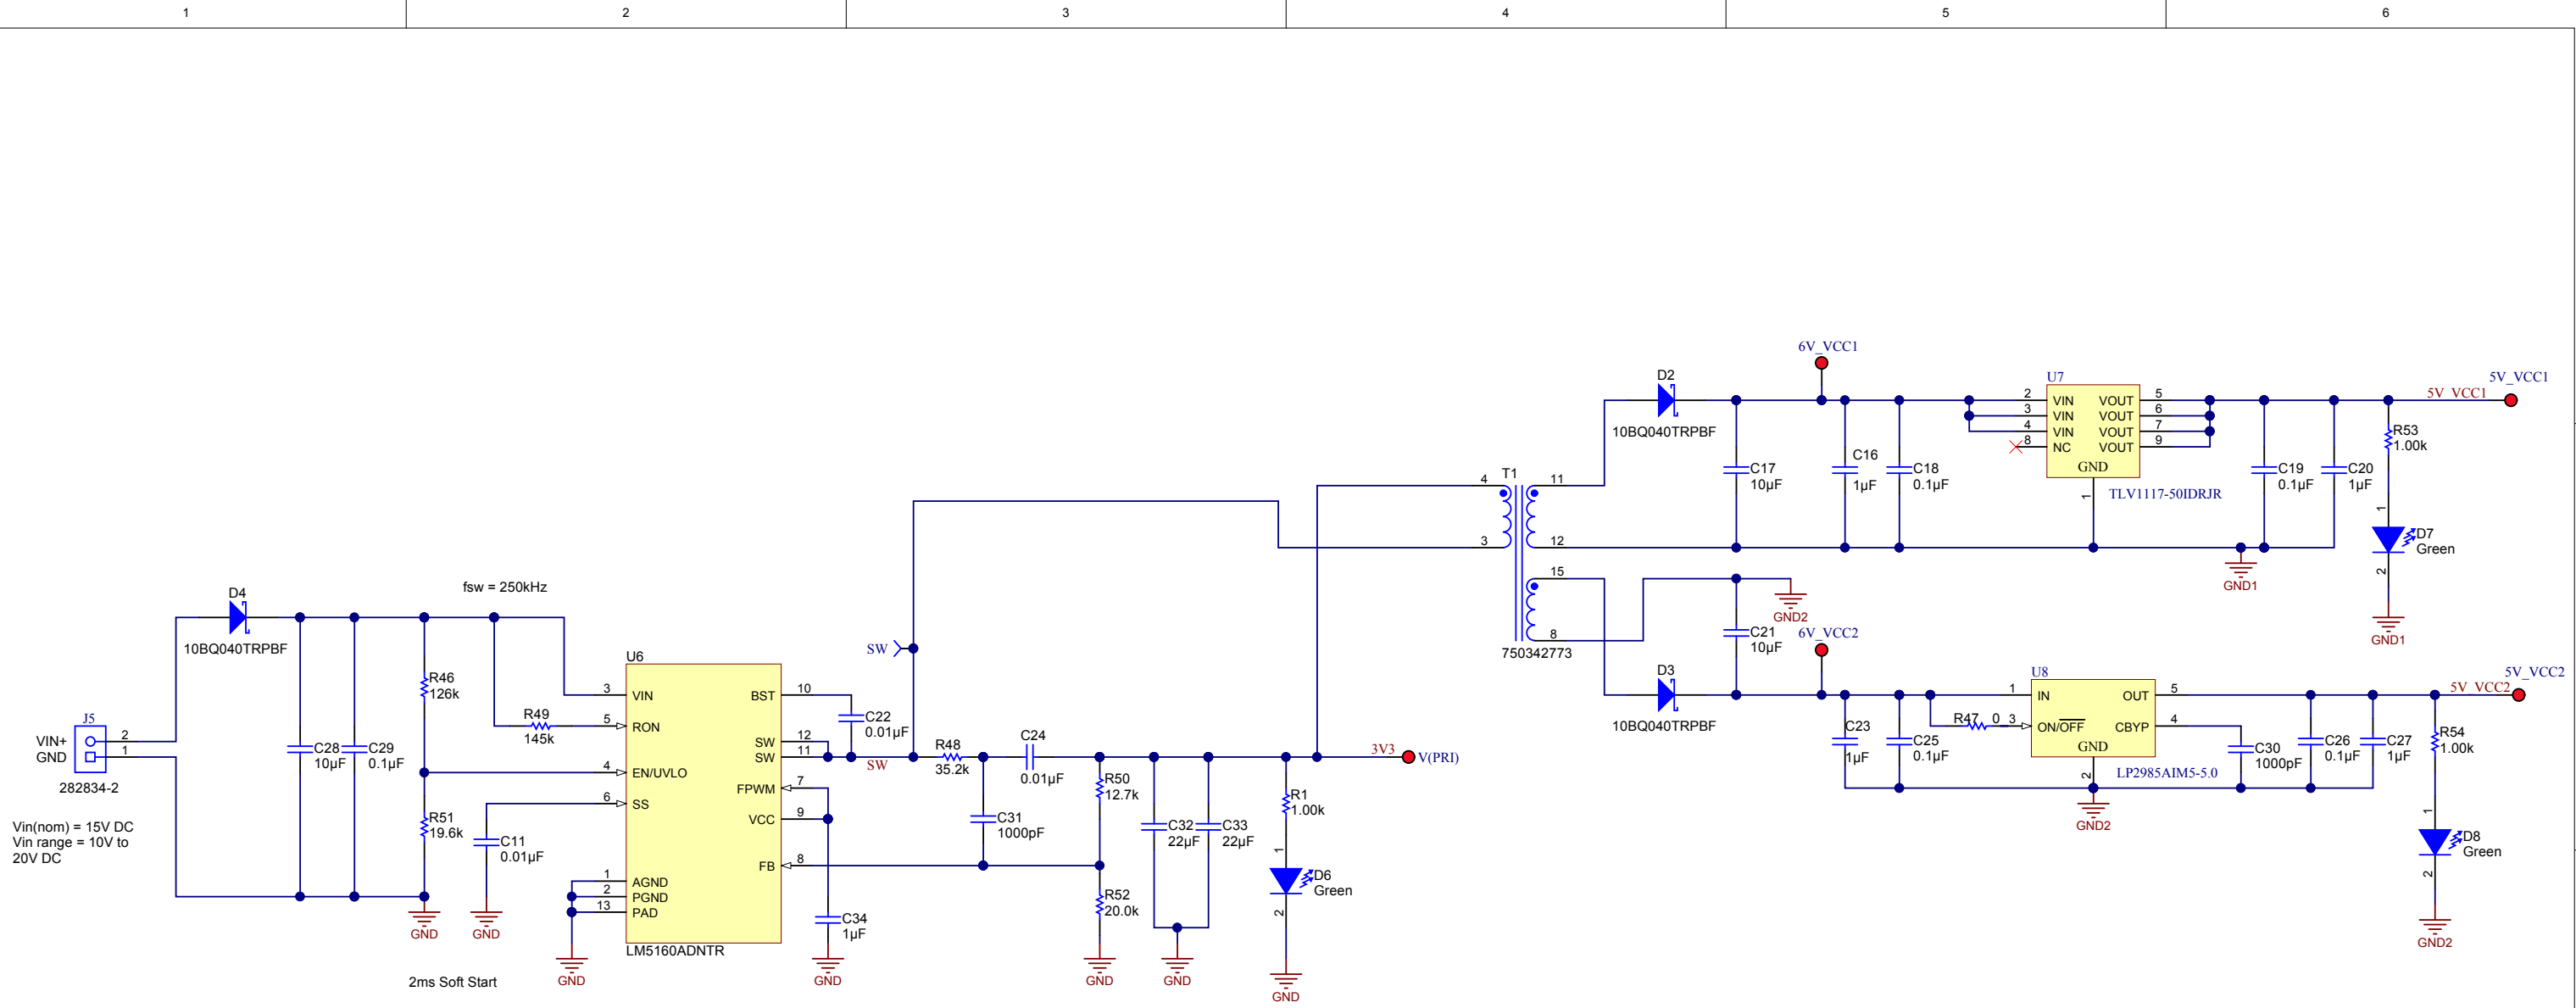 1
2
3
4
5
6
6V_VCC1
D2
10BQ040TRPBF
C17
10µF
C16
1µF
C18
0.1µF
U7
2
3
4
8
VIN
VIN
VIN
NC
VOUT
VOUT
VOUT
VOUT
GND
5
6
7
9
1
TLV1117-50IDRJR
C19
0.1µF
C20
1µF
5V_VCC1
5V_VCC1
R53
1.00k
1
D7
Green
2
GND1
GND1
T1
4
3
11
12
15
8
750342773
GND2
C21
10µF
6V_VCC2
D3
10BQ040TRPBF
C23
1µF
C25
0.1µF
R47
0
U8
1
3
IN
ON/OFF
OUT
CBYP
GND
5
4
2
LP2985AIM5-5.0
GND2
C30
1000pF
C26
0.1µF
C27
1µF
5V_VCC2
5V_VCC2
R54
1.00k
1
D8
Green
2
GND2
D4
10BQ040TRPBF
fsw = 250kHz
J5
VIN+
GND
2
1
282834-2
Vin(nom) = 15V DC
Vin range = 10V to
20V DC
C28
10µF
C29
0.1µF
R46
126k
R49
145k
R51
19.6k
C11
0.01µF
GND
GND
2ms Soft Start
U6
3
5
4
6
1
2
13
VIN
RON
EN/UVLO
SS
AGND
PGND
PAD
BST
SW
SW
FPWM
VCC
FB
10
12
11
7
9
8
LM5160ADNTR
GND
C22
0.01µF
SW
SW
R48
35.2k
C24
0.01µF
C31
1000pF
R50
12.7k
R52
20.0k
C34
1µF
GND
GND
C32
22µF
C33
22µF
GND
R1
1.00k
1
D6
Green
2
GND
3V3
V(PRI)